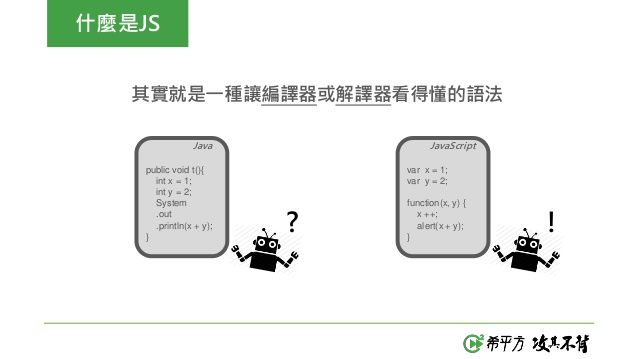 什麼是JS
其實就是一種讓編譯器或解譯器看得懂的語法
Java
public void t(){
int x = 1;
int y = 2;
System
.out
.println(x + y);
}
?
JavaScript
var x = 1;
var y = 2;
function(x, y) {
x ++;
alert(x + y);
}
!
希平方 攻其不背